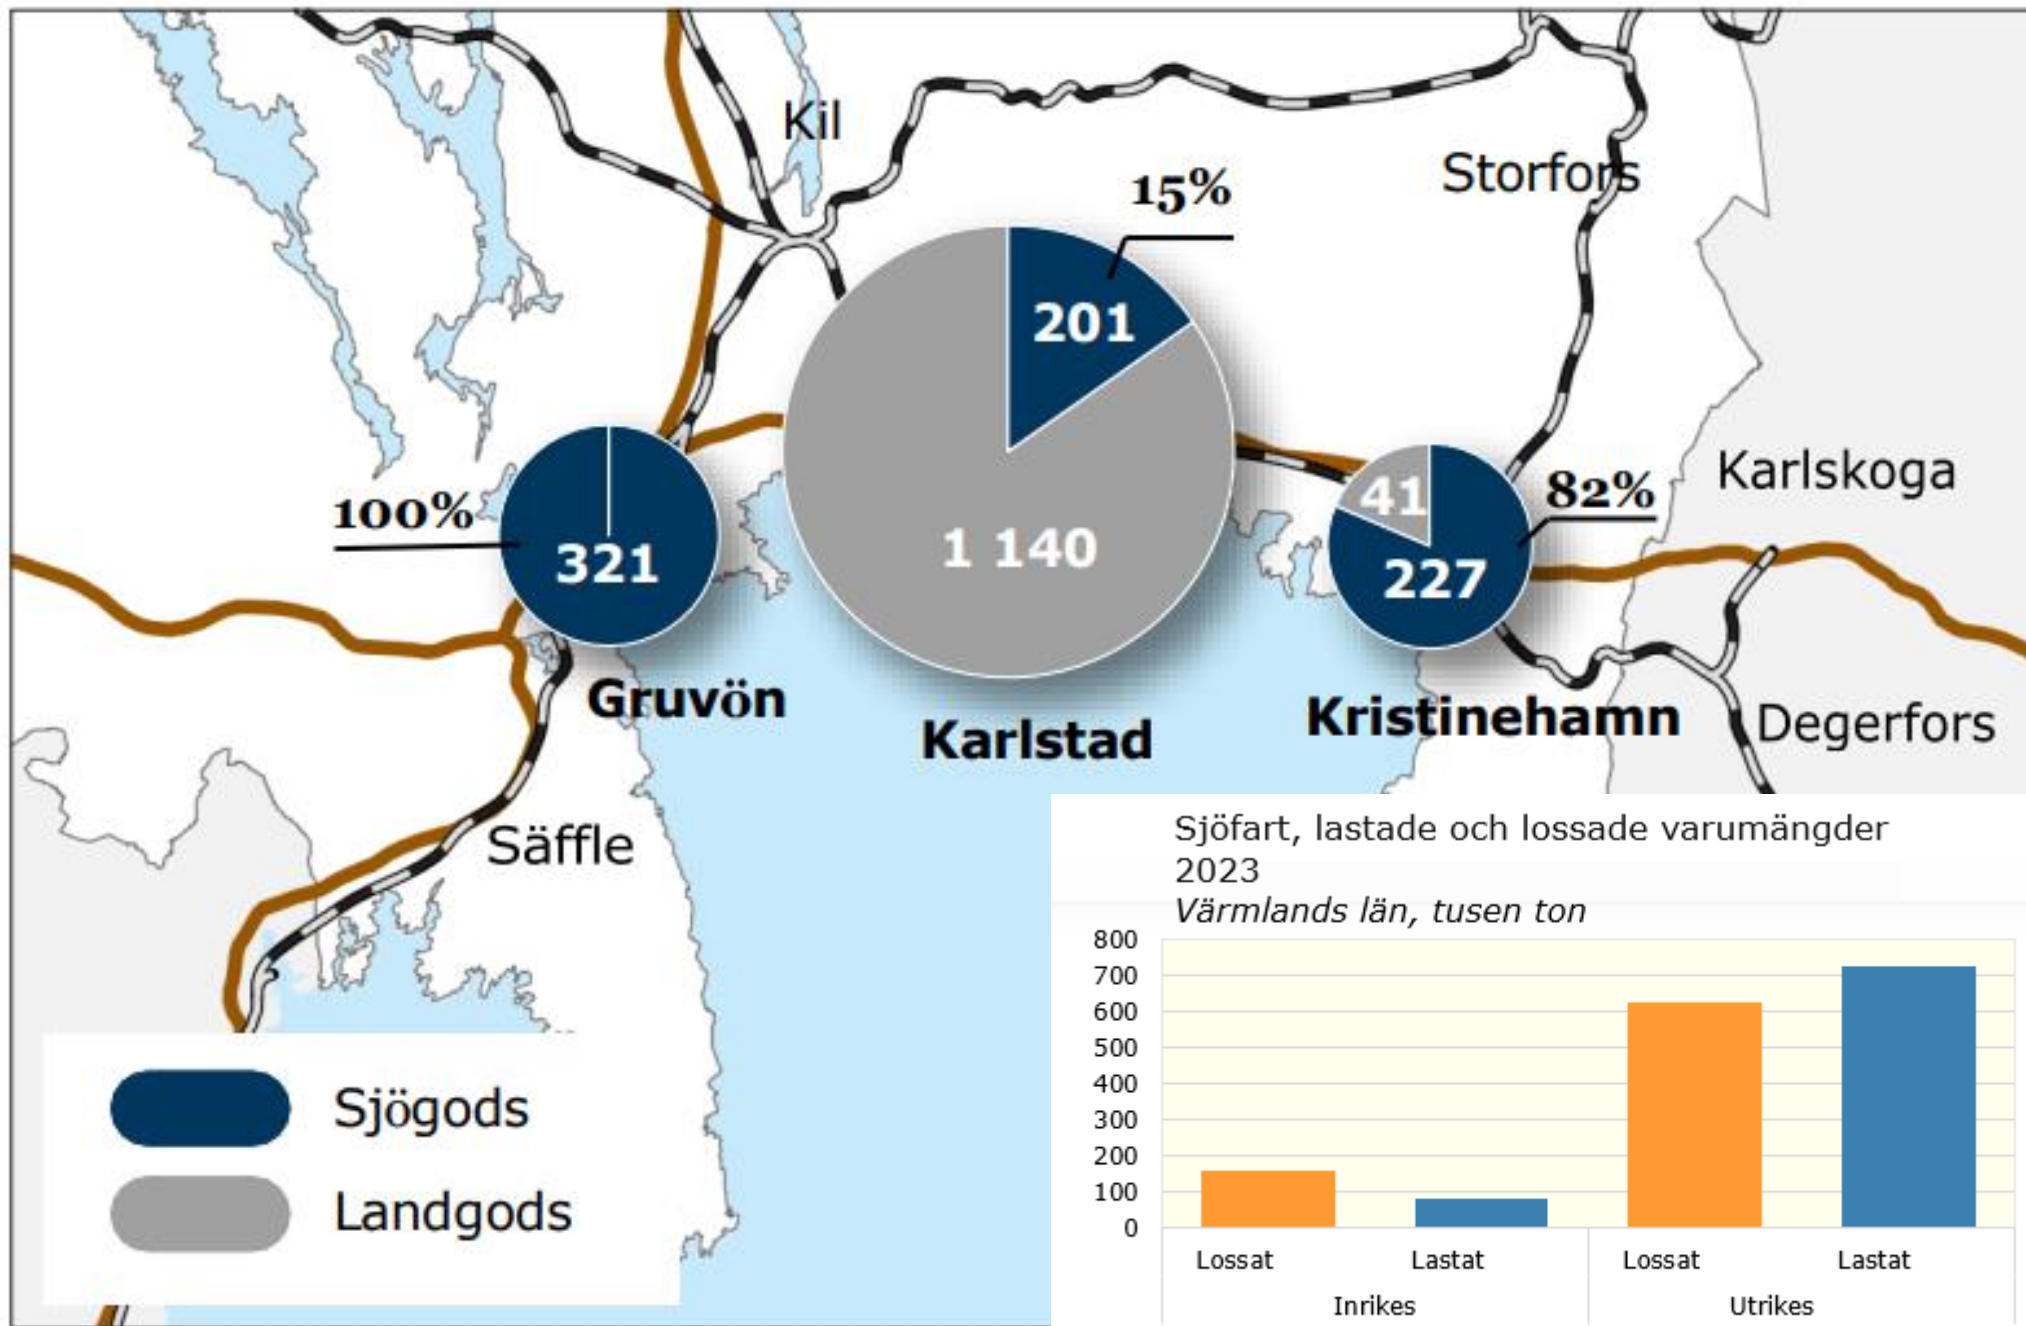 Kil
Storfors
15%
201
1 140
100%
321
41
227
82%
Karlskoga
Gruvön
Karlstad
Kristinehamn
Degerfors
Säffle
Sjögods
Landgods
Sjöfart, lastade och lossade varumängder
2023
Värmlands län, tusen ton
800
700
600
500
400
300
200
100
0
Lossat Lastat Lossat Lastat
Inrikes Utrikes